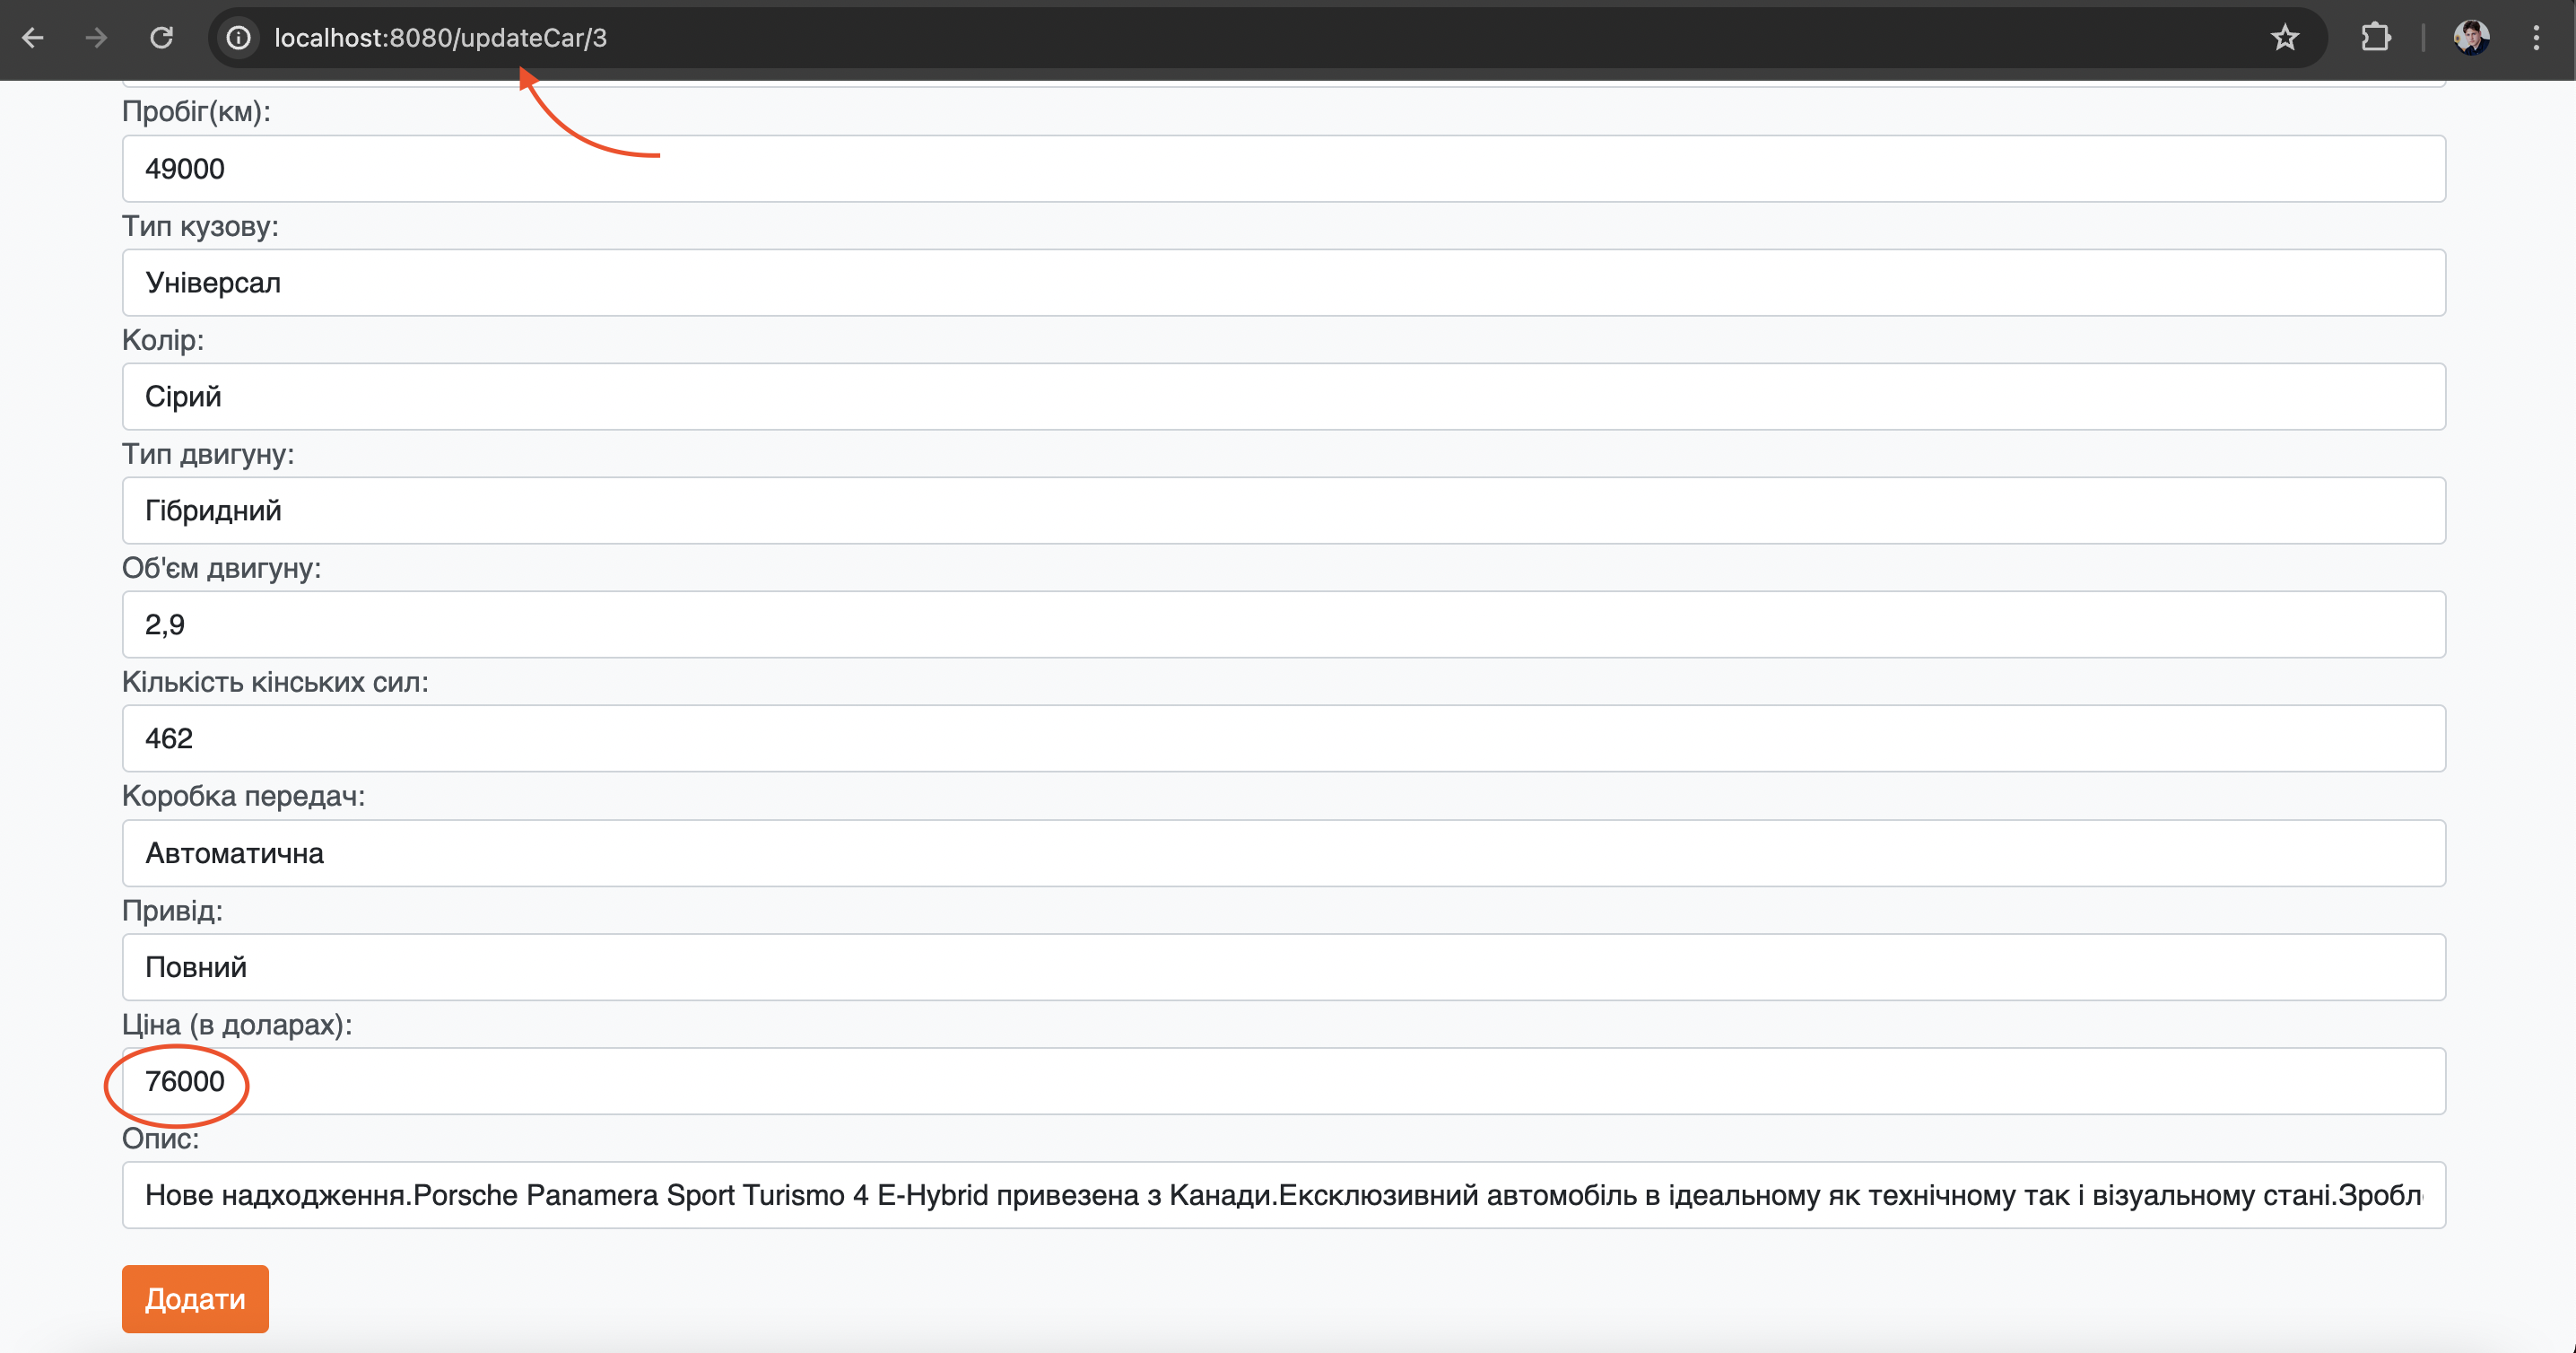 localhost:8080/updateCar/3
Пробіг(км):
49000
Тип кузову:
Універсал
Колір:
Сірий
Тип двигуну:
Гібридний
Об'єм двигуну:
2,9
Кількість кінських сил:
462
Коробка передач:
Автоматична
Привід:
Повний
Ціна (в доларах):
76000
Опис:
Нове надходження.Porsche Panamera Sport Turismo 4 E-Hybrid привезена з Канади.Ексклюзивний автомобіль в ідеальному як технічному так і візуальному стані.Зробл
Додати